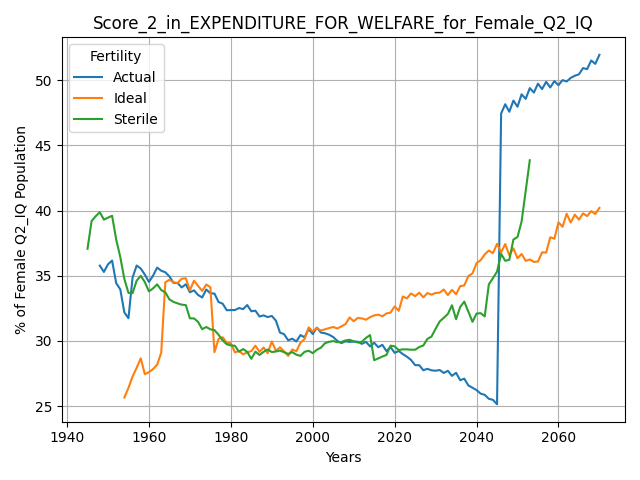 Score_2_in_EXPENDITURE_FOR_WELFARE_for_Female_Q2_IQ
Fertility
Actual
Ideal
Sterile
% of Female Q2_IQ Population
50
45
40
35
30
25
1940
1960
1980
2000
2020
2040
2060
Years